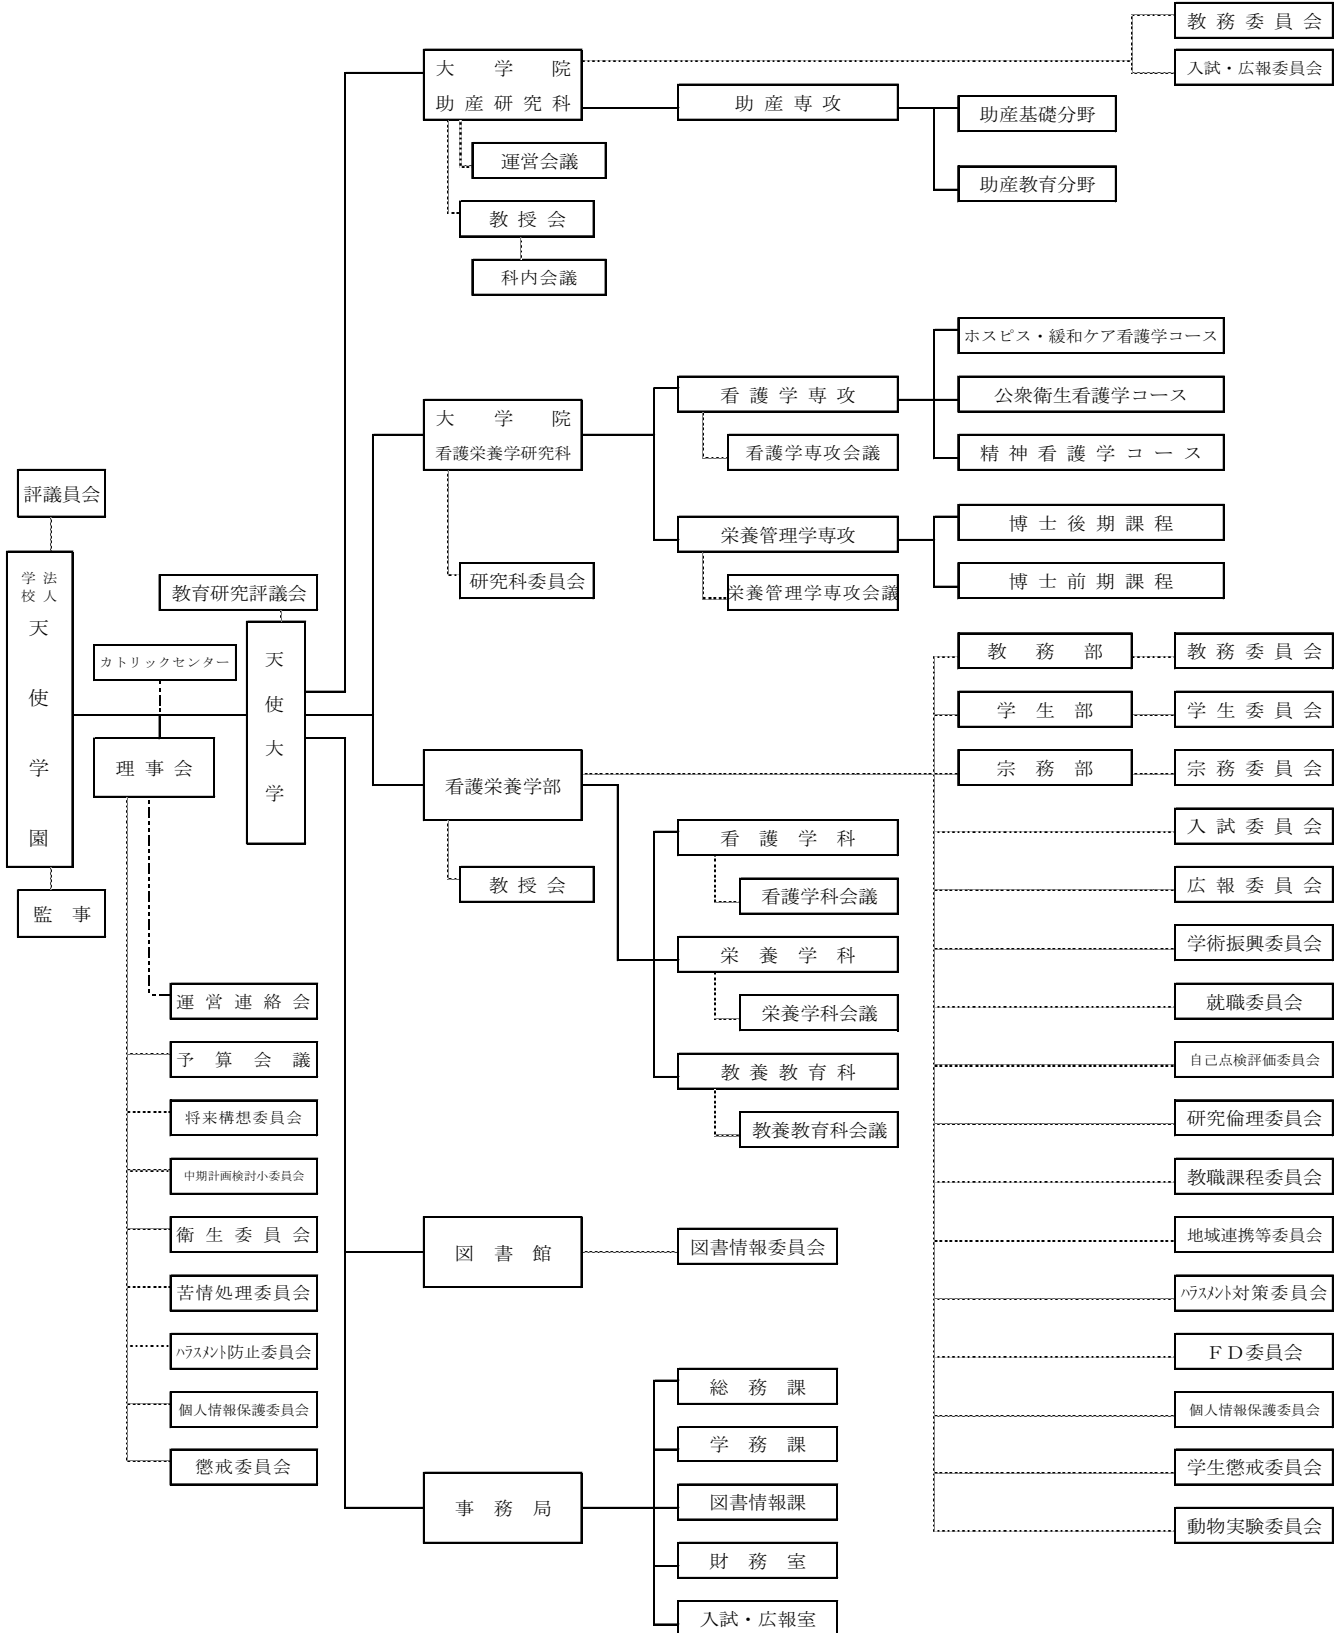 教務委員会
入試・広報委員会
大学院
助産研究科
助産専攻
助産基礎分野
助産教育分野
運営会議
教授会
科内会議
ホスピス・緩和ケア看護学コース
公衆衛生看護学コース
精神看護学コース
看護学専攻
看護学専攻会議
大学院
看護栄養学研究科
栄養管理学専攻
栄養管理学専攻会議
博士後期課程
博士前期課程
研究科委員会
評議員会
学校法人
天使学園
監事
教育研究評議会
カトリックセンター
天使大学
理事会
運営連絡会
予算会議
将来構想委員会
中期計画検討小委員会
衛生委員会
苦情処理委員会
ハラスメント防止委員会
個人情報保護委員会
懲戒委員会
看護栄養学部
教授会
看護学科
看護学科会議
栄養学科
栄養学科会議
教養教育科
教養教育科会議
教務部
教務委員会
学生部
学生委員会
宗務部
宗務委員会
入試委員会
広報委員会
学術振興委員会
就職委員会
自己点検評価委員会
研究倫理委員会
教職課程委員会
地域連携等委員会
ハラスメント対策委員会
ＦＤ委員会
個人情報保護委員会
学生懲戒委員会
動物実験委員会
図書館
図書情報委員会
事務局
総務課
学務課
図書情報課
財務室
入試・広報室